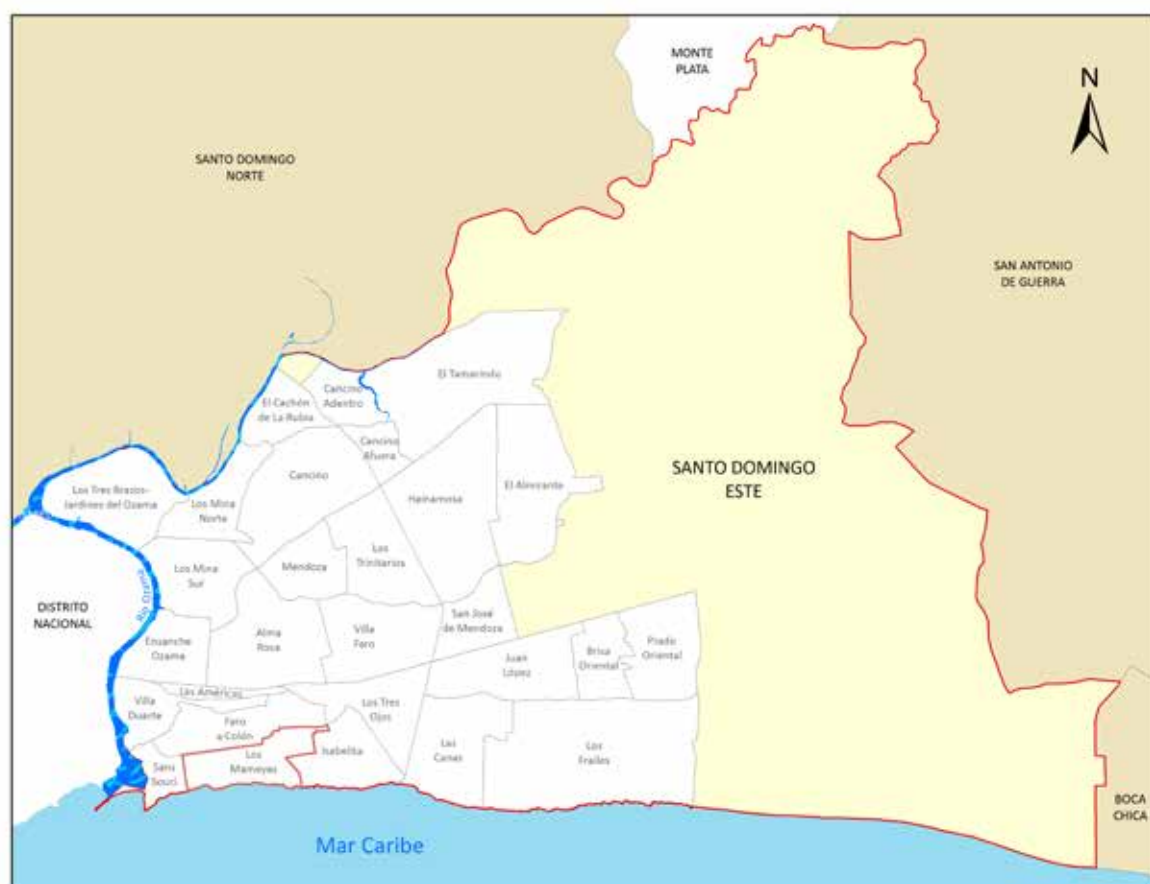 MONTE
PLATA
N
SANTO DOMINGO
NORTE
SAN ANTONIO
DE GUERRA
El Tamarindo
Cancino
Adentro
El Cachón
de La Rubia
Cancino
Afuera
Cancino
Los Tres Brazos-
Jardines del Ozama
Los Mina
Norte
Hainamosa
El Almirante
SANTO DOMINGO
ESTE
Los Mina
Sur
Mendoza
Los
Trinitarios
Río Ozama
DISTRITO
NACIONAL
Ensanche
Ozama
Alma
Rosa
Villa
Faro
San José
de Mendoza
Juan
López
Brisa
Oriental
Prado
Oriental
Las Américas
Villa
Duarte
Los Tres
Ojos
Faro
a Colón
Sans
Souci
Los
Mameyes
Isabelita
Las
Canas
Los
Frailes
BOCA
CHICA
Mar Caribe